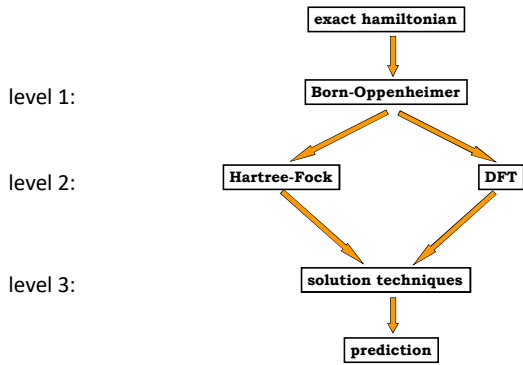 exact hamiltonian
level 1:
Born-Oppenheimer
level 2:
Hartree-Fock
DFT
level 3:
solution techniques
prediction